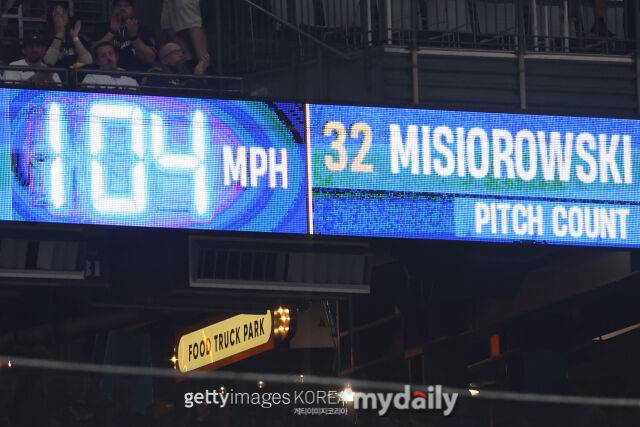 104 MPH
32 MISIOROWSKI
PITCH COUNT
FOOD TRUCK PARK
gettyimages KOREA
게티이미지코리아
mydaily